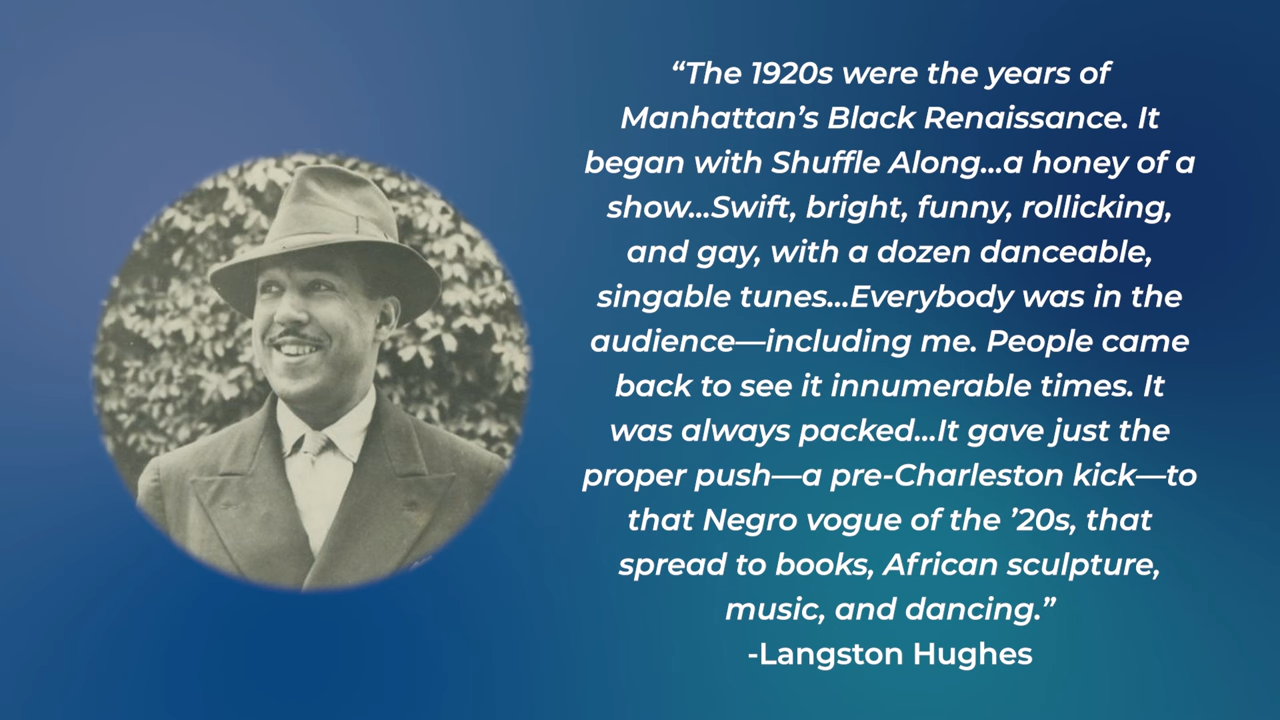 “The 1920s were the years of
Manhattan’s Black Renaissance. It
began with Shuffle Along...a honey of a
show...Swift, bright, funny, rollicking,
and gay, with a dozen danceable,
singable tunes...Everybody was in the
audience—including me. People came
back to see it innumerable times. It
was always packed...It gave just the
proper push—a pre-Charleston kick—to
that Negro vogue of the ’20s, that
spread to books, African sculpture,
music, and dancing.”
-Langston Hughes